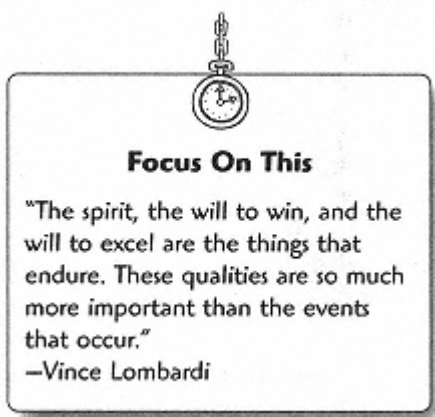 Focus On This
"The spirit, the will to win, and the
will to excel are the things that
endure. These qualities are so much
more important than the events
that occur."
—Vince Lombardi